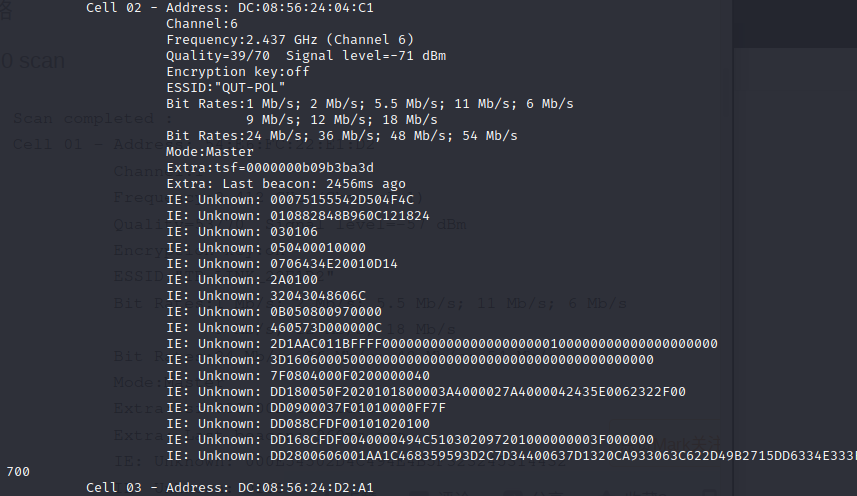 Cell 02 - Address: DC:08:56:24:04:C1
Channel:6
Frequency:2.437 GHz (Channel 6)
Quality=39/70 Signal level=-71 dBm
Encryption key:off
ESSID:"QUT-POL"
Bit Rates:1 Mb/s; 2 Mb/s; 5.5 Mb/s; 11 Mb/s; 6 Mb/s
9 Mb/s; 12 Mb/s; 18 Mb/s
Bit Rates:24 Mb/s; 36 Mb/s; 48 Mb/s; 54 Mb/s
Mode:Master
Extra:tsf=0000000b09b3ba3d
Extra: Last beacon: 2456ms ago
IE: Unknown: 00075155542D504F4C
IE: Unknown: 010882848B960C121824
IE: Unknown: 030106
IE: Unknown: 050400010000
IE: Unknown: 0706434E20010D14
IE: Unknown: 2A0100
IE: Unknown: 32043048606C
IE: Unknown: 0B050800970000
IE: Unknown: 460573D000000C
IE: Unknown: 2D1AAC011BFFFF0000000000000000000001000000000000000000000
IE: Unknown: 3D1606000500000000000000000000000000000000000000
IE: Unknown: 7F0804000F0200000040
IE: Unknown: DD180050F2020101800003A4000027A4000042435E0062322F00
IE: Unknown: DD0900037F01010000FF7F
IE: Unknown: DD088CFDF00101020100
IE: Unknown: DD168CFDF0040000494C510302097201000000003F000000
IE: Unknown: DD2800606001AA1C468359593D2C7D34400637D1320CA933063C622D49B2715DD6334E333
700
Cell 03 - Address: DC:08:56:24:D2:A1
0 scan
Scan completed :